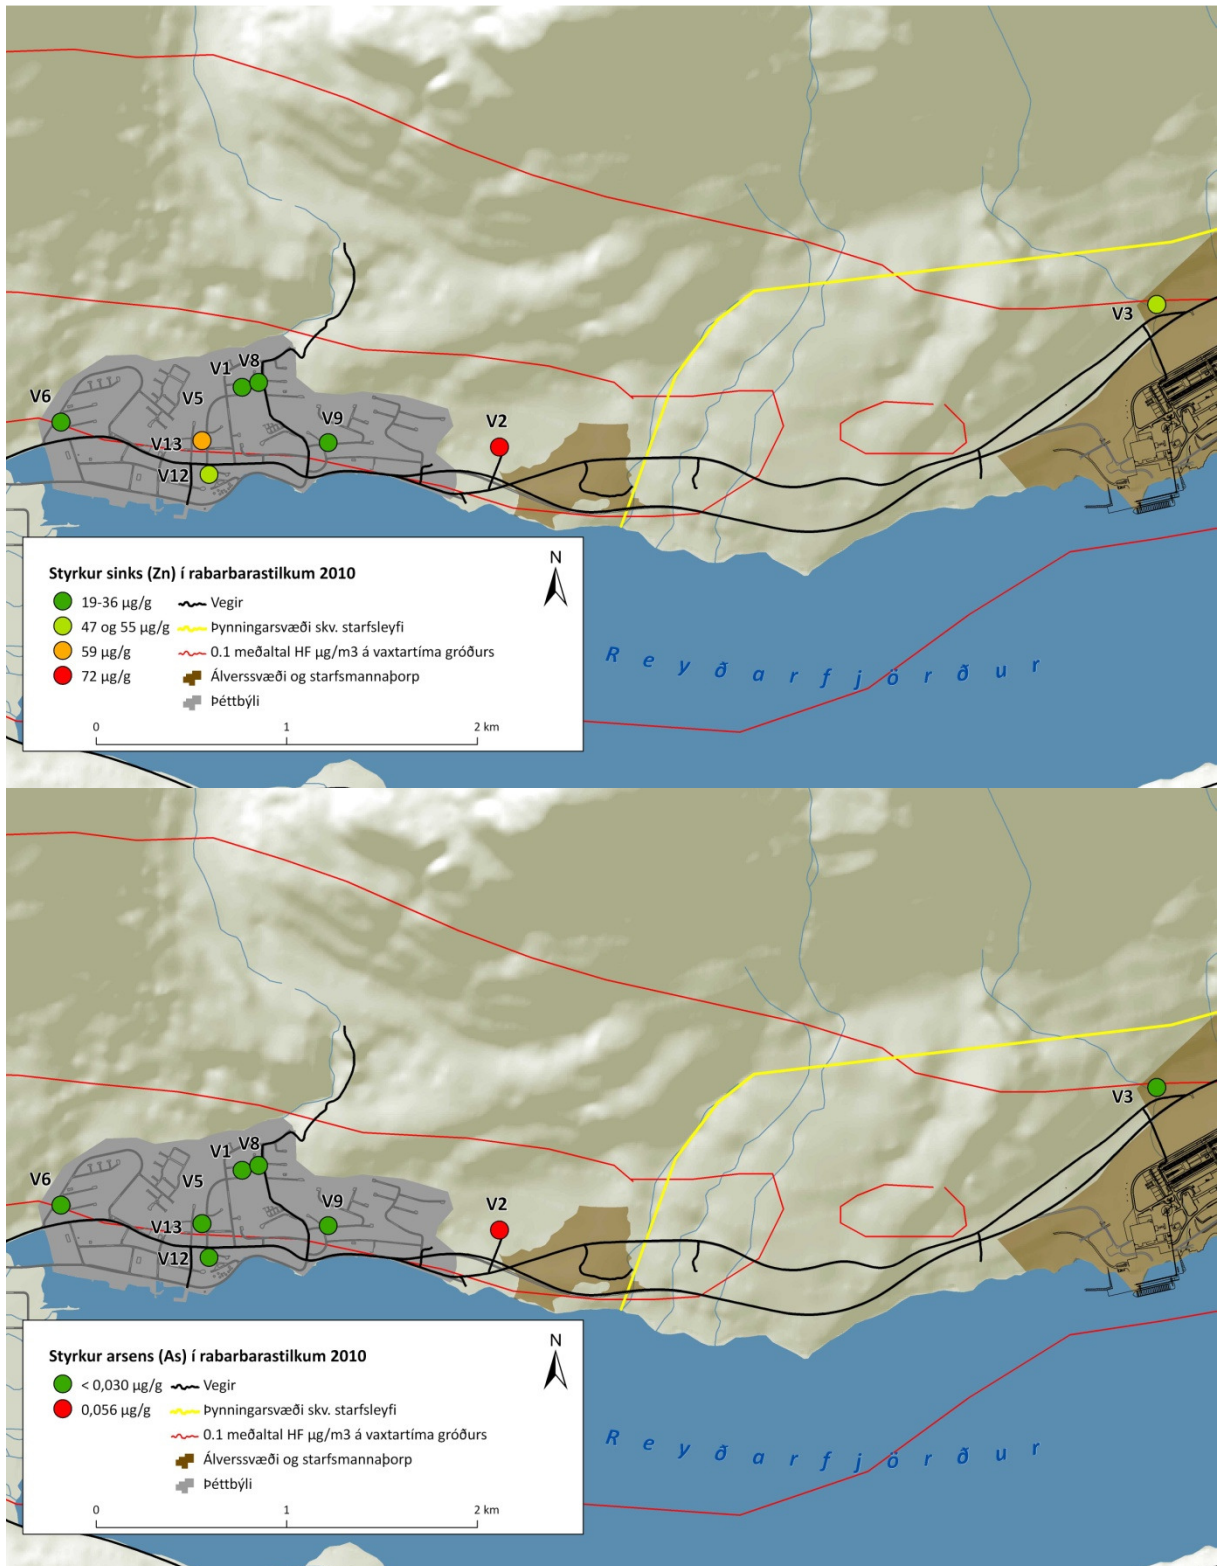 V3
V1
V8
V6
V5
V9
V2
V13
V12
N
Styrkur sinks (Zn) í rabarbarastilkum 2010
19-36 µg/g
Vegir
47 og 55 µg/g
Þynningarsvæði skv. starfsleyfi
59 µg/g
0.1 meðaltal HF µg/m3 á vaxtartíma gróðurs
72 µg/g
Álverssvæði og starfsmannaþorp
Þéttbýli
0 1 2 km
Reyðarfjörður
V3
V1
V8
V6
V5
V9
V2
V13
V12
N
Styrkur arsens (As) í rabarbarastilkum 2010
< 0,030 µg/g
Vegir
0,056 µg/g
Þynningarsvæði skv. starfsleyfi
0.1 meðaltal HF µg/m3 á vaxtartíma gróðurs
Álverssvæði og starfsmannaþorp
Þéttbýli
0 1 2 km
Reyðarfjörður